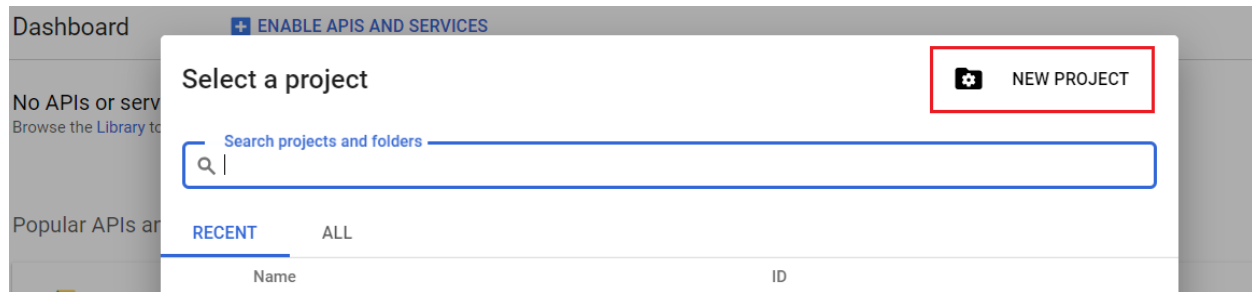 Dashboard
ENABLE APIS AND SERVICES
Select a project
NEW PROJECT
No APIs or serv
Browse the Library to
Search projects and folders
Popular APIs ar
RECENT
ALL
Name
ID